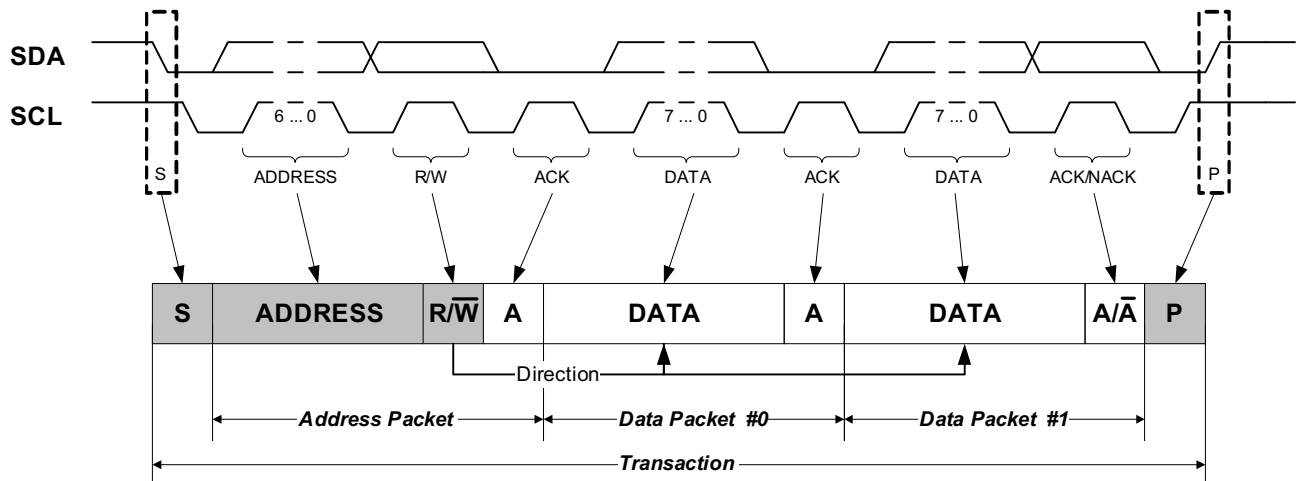 SDA
SCL
6 ... 0
7 ... 0
7 ... 0
S
ADDRESS
R/W
ACK
DATA
ACK
DATA
ACK/NACK
P
S
ADDRESS
R/W̅
A
DATA
A
DATA
A/A̅
P
Direction
Address Packet
Data Packet #0
Data Packet #1
Transaction